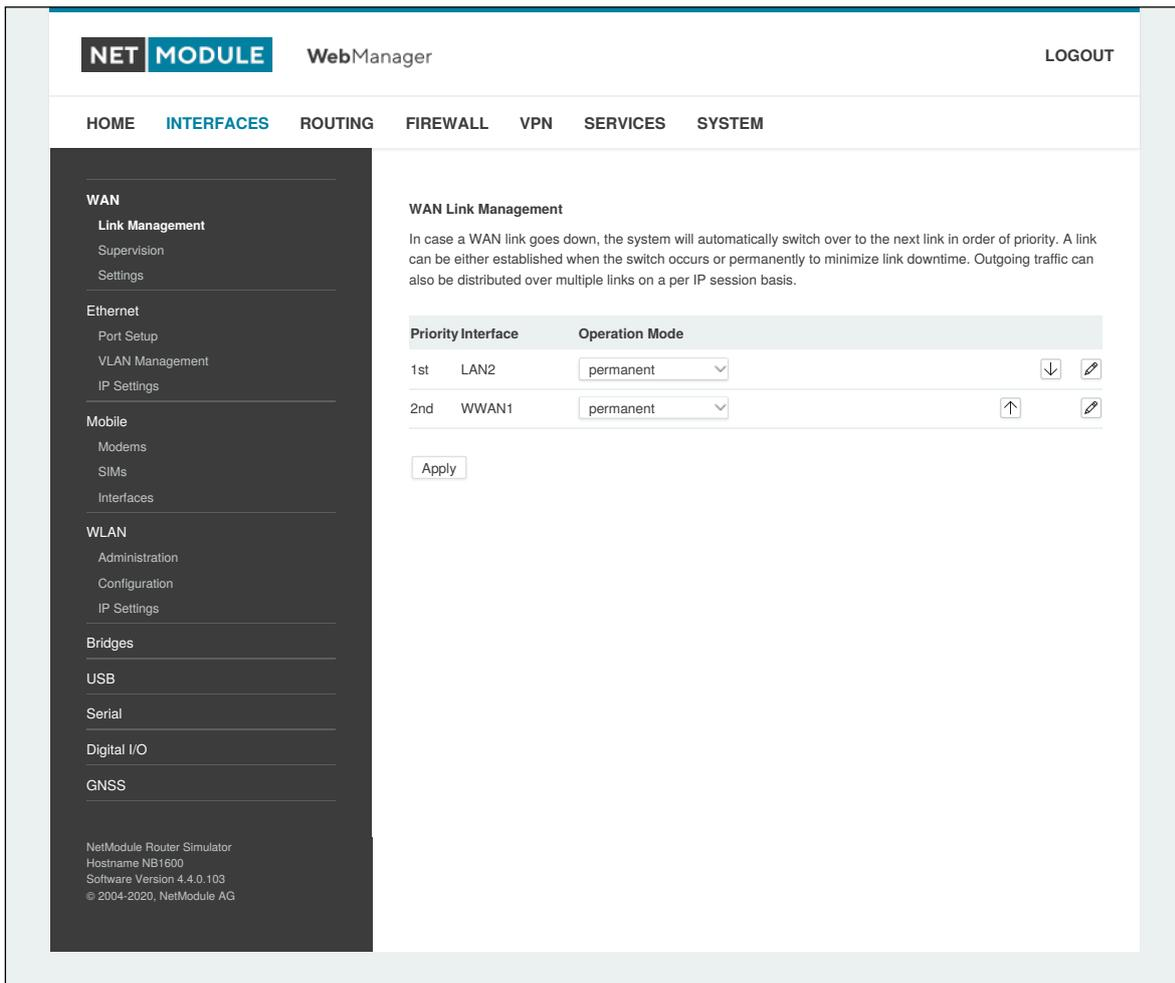 NET MODULE WebManager LOGOUT
HOME INTERFACES ROUTING FIREWALL VPN SERVICES SYSTEM
WAN
Link Management
Supervision
Settings
Ethernet
Port Setup
VLAN Management
IP Settings
Mobile
Modems
SIMs
Interfaces
WLAN
Administration
Configuration
IP Settings
Bridges
USB
Serial
Digital I/O
GNSS
NetModule Router Simulator
Hostname NB1600
Software Version 4.4.0.103
© 2004-2020, NetModule AG
WAN Link Management
In case a WAN link goes down, the system will automatically switch over to the next link in order of priority. A link
can be either established when the switch occurs or permanently to minimize link downtime. Outgoing traffic can
also be distributed over multiple links on a per IP session basis.
Priority Interface Operation Mode
1st LAN2 permanent
2nd WWAN1 permanent
Apply